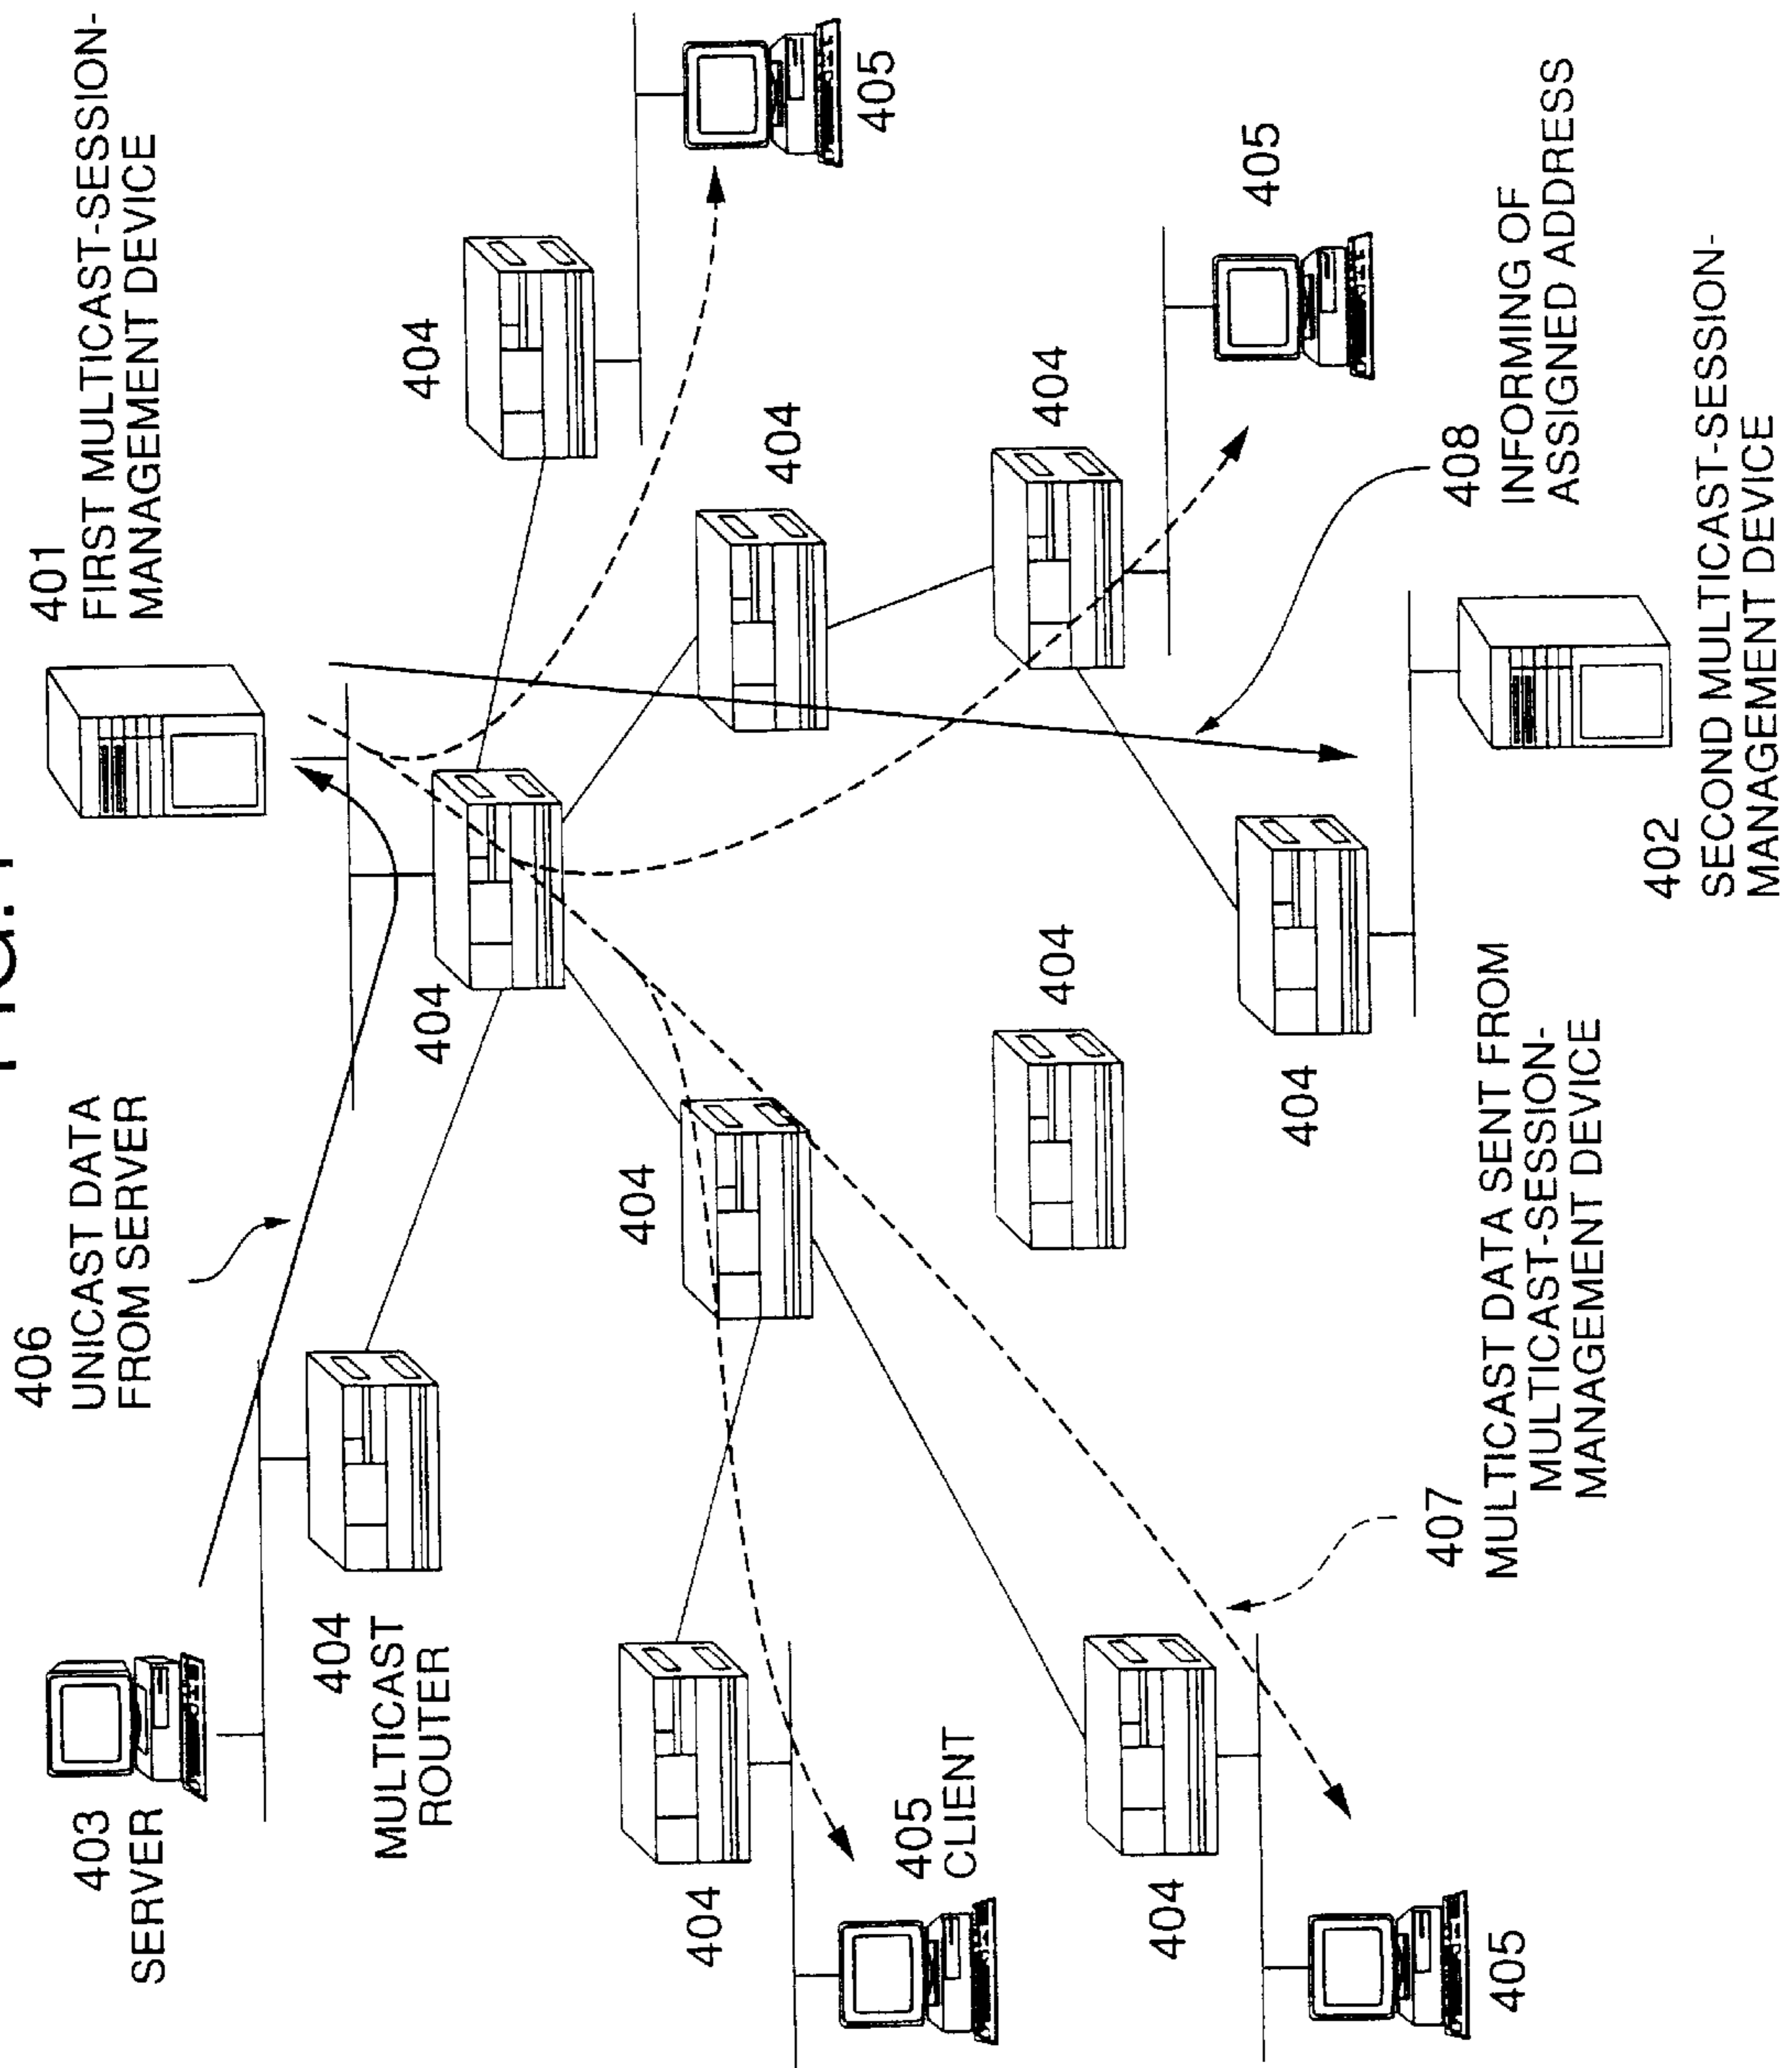 406
UNICAST DATA
FROM SERVER
401
FIRST MULTICAST-SESSION-
MANAGEMENT DEVICE
403
SERVER
404
MULTICAST
ROUTER
404
404
404
404
404
405
405
CLIENT
404
404
404
405
404
404
405
407
MULTICAST DATA SENT FROM
MULTICAST-SESSION-
MANAGEMENT DEVICE
408
INFORMING OF
ASSIGNED ADDRESS
402
SECOND MULTICAST-SESSION-
MANAGEMENT DEVICE